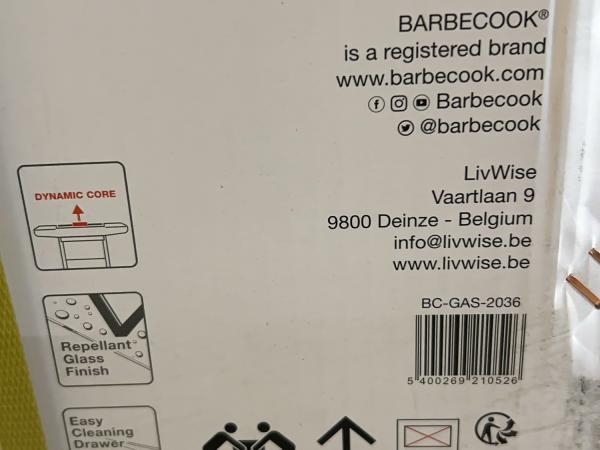 BARBECOOK®
is a registered brand
www.barbecook.com
Barbecook
@barbecook
LivWise
Vaartlaan 9
9800 Deinze - Belgium
info@livwise.be
www.livwise.be
BC-GAS-2036
5 400269 210526
DYNAMIC CORE
Repellant
Glass
Finish
Easy
Cleaning
Drawer